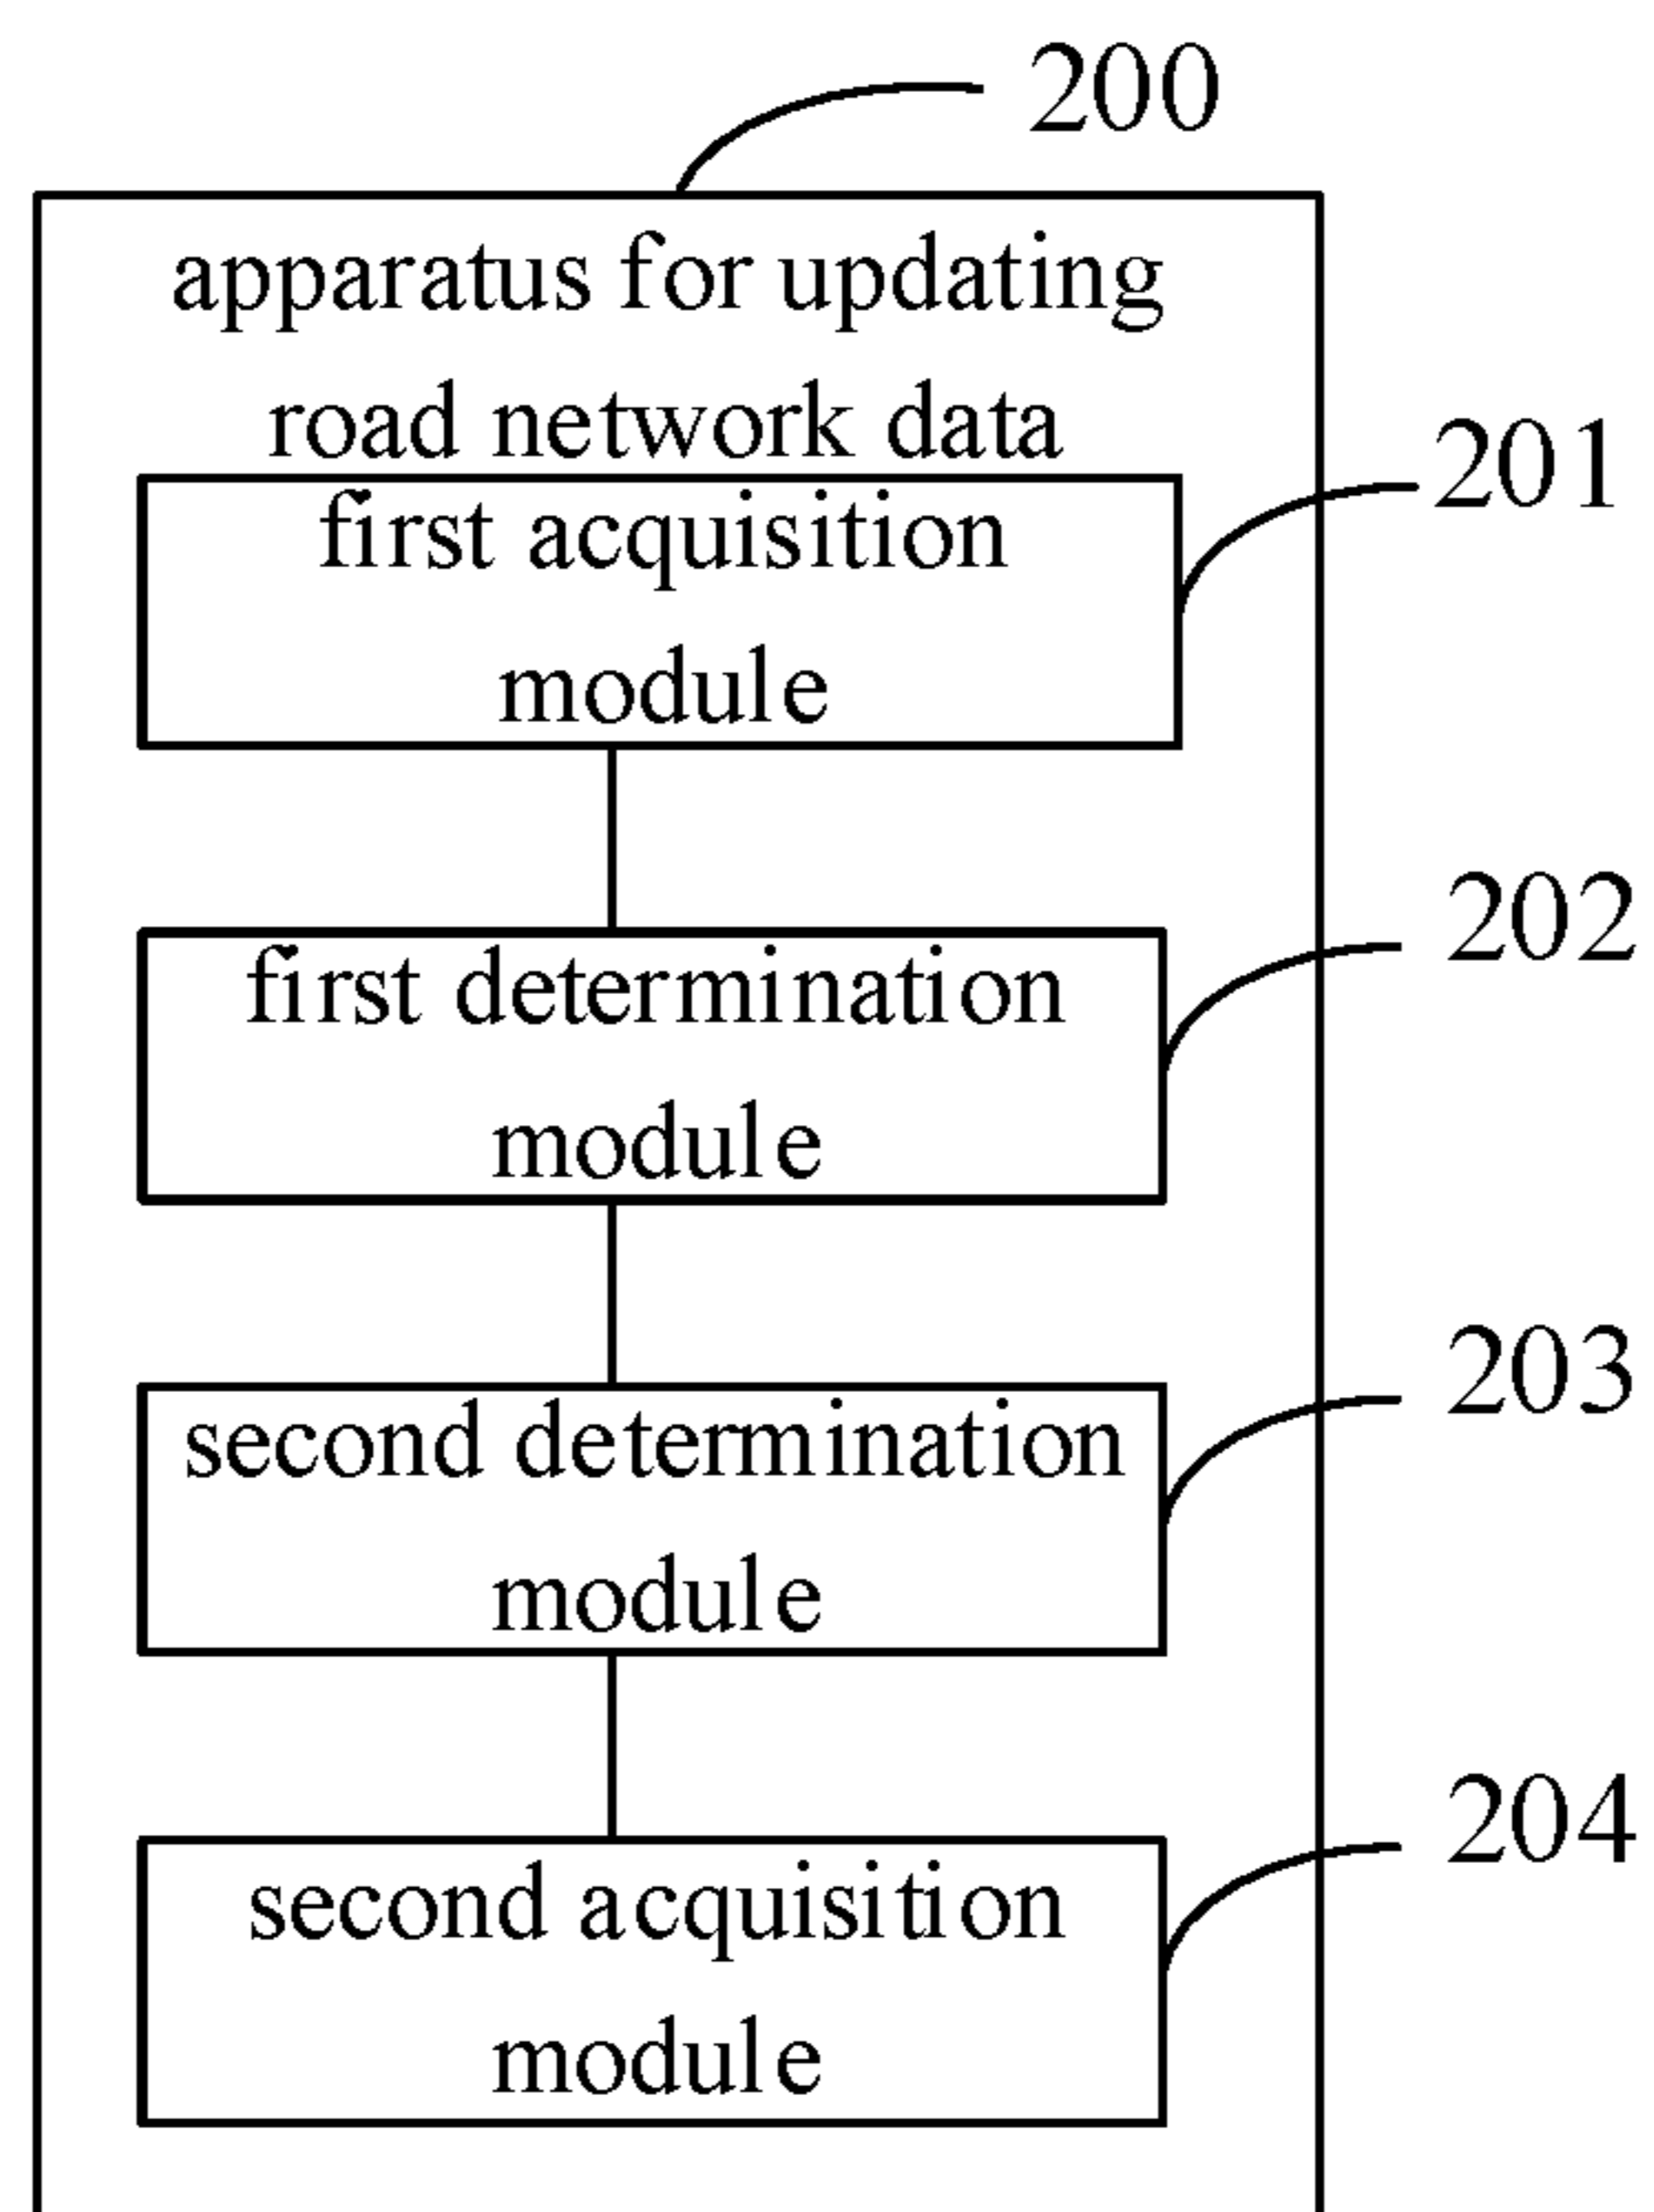 200
apparatus for updating
road network data
201
first acquisition
module
202
first determination
module
203
second determination
module
204
second acquisition
module